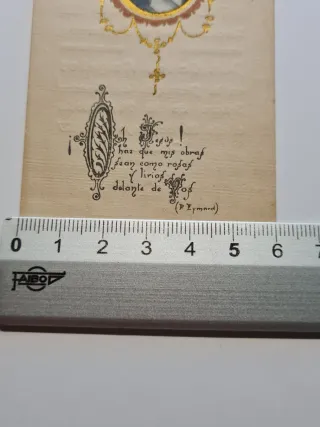 ¡Oh Jesús!
haz que mis obras
sean como rosas
y lirios
delante de Vos
(P. Eymard)
0 1 2 3 4 5 6 7